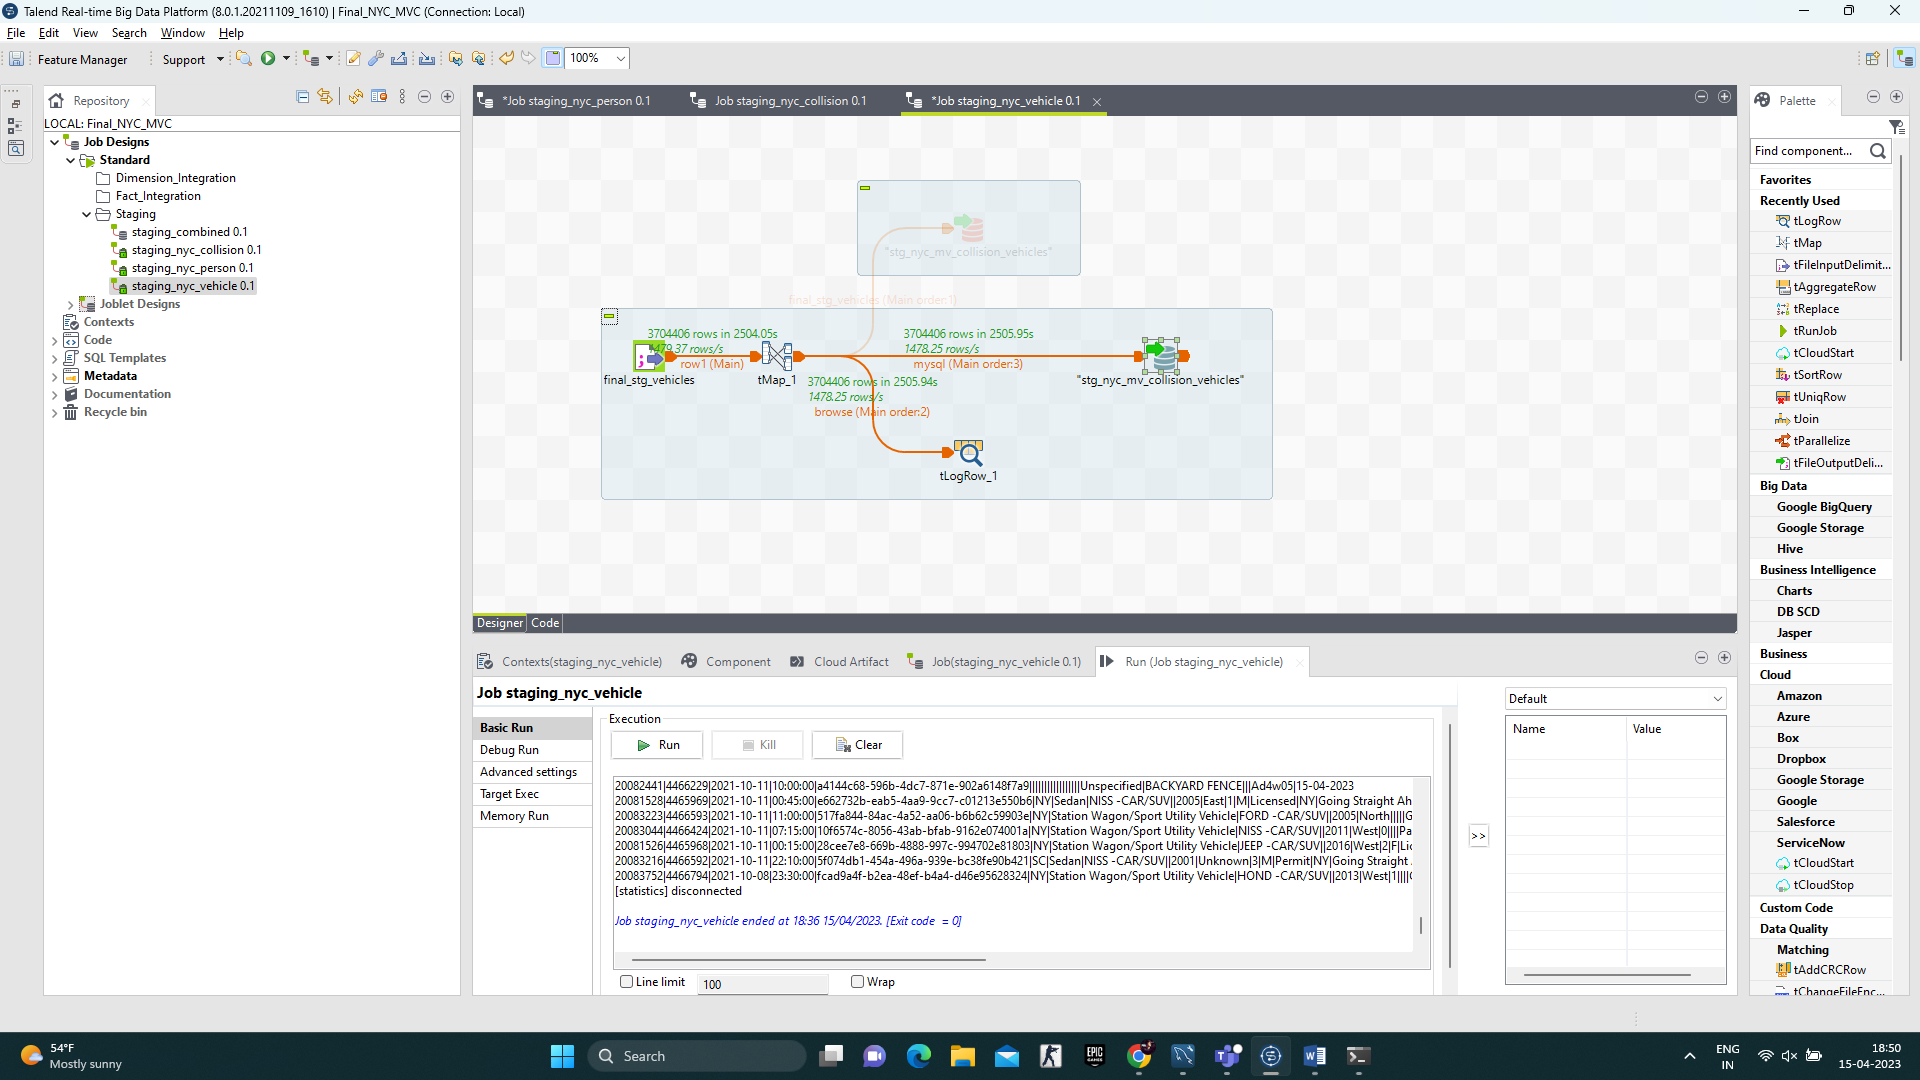 Talend Real-time Big Data Platform (8.0.1.20211109_1610) | Final_NYC_MVC (Connection: Local)
File Edit View Search Window Help
Feature Manager Support 100%
Repository
LOCAL: Final_NYC_MVC
Job Designs
Standard
Dimension_Integration
Fact_Integration
Staging
staging_combined 0.1
staging_nyc_collision 0.1
staging_nyc_person 0.1
staging_nyc_vehicle 0.1
Joblet Designs
Contexts
Code
SQL Templates
Metadata
Documentation
Recycle bin
*Job staging_nyc_person 0.1 Job staging_nyc_collision 0.1 *Job staging_nyc_vehicle 0.1
"stg_nyc_mv_collision_vehicles"
final_stg_vehicles (Main order:1)
3704406 rows in 2504.05s
1479.37 rows/s
row1 (Main)
3704406 rows in 2505.95s
1478.25 rows/s
mysql (Main order:3)
final_stg_vehicles tMap_1 "stg_nyc_mv_collision_vehicles"
3704406 rows in 2505.94s
1478.25 rows/s
browse (Main order:2)
tLogRow_1
Designer Code
Contexts(staging_nyc_vehicle) Component Cloud Artifact Job(staging_nyc_vehicle 0.1) Run (Job staging_nyc_vehicle)
Job staging_nyc_vehicle
Basic Run
Debug Run
Advanced settings
Target Exec
Memory Run
Execution
Run Kill Clear
20082441|4466229|2021-10-11|10:00:00|a4144c68-596b-4dc7-871e-902a6148f7a9||||||||||||||||||Unspecified|BACKYARD FENCE|||Ad4w05|15-04-2023
20081528|4465969|2021-10-11|00:45:00|e662732b-eab5-4aa9-9cc7-c01213e550b6|NY|Sedan|NISS -CAR/SUV||2005|East|1|M|Licensed|NY|Going Straight Ah
20083223|4466593|2021-10-11|11:00:00|517fa844-84ac-4a52-aa06-b6b62c59903e|NY|Station Wagon/Sport Utility Vehicle|FORD -CAR/SUV||2005|North|||||G
20083044|4466424|2021-10-11|07:15:00|10f6574c-8056-43ab-bfab-9162e074001a|NY|Station Wagon/Sport Utility Vehicle|NISS -CAR/SUV||2011|West|0||||Pa
20081526|4465968|2021-10-11|00:15:00|28cee7e8-669b-4888-997c-994702e81803|NY|Station Wagon/Sport Utility Vehicle|JEEP -CAR/SUV||2016|West|2|F|Lic
20083216|4466592|2021-10-11|22:10:00|5f074db1-454a-496a-939e-bc38fe90b421|SC|Sedan|NISS -CAR/SUV||2001|Unknown|3|M|Permit|NY|Going Straight
20083752|4466794|2021-10-08|23:30:00|fcad9a4f-b2ea-48ef-b4a4-d46e95628324|NY|Station Wagon/Sport Utility Vehicle|HOND -CAR/SUV||2013|West|1||||
[statistics] disconnected
Job staging_nyc_vehicle ended at 18:36 15/04/2023. [Exit code = 0]
Line limit 100 Wrap
>>
Default
Name Value
Palette
Find component...
Favorites
Recently Used
tLogRow
tMap
tFileInputDelimit...
tAggregateRow
tReplace
tRunJob
tCloudStart
tSortRow
tUniqRow
tJoin
tParallelize
tFileOutputDeli...
Big Data
Google BigQuery
Google Storage
Hive
Business Intelligence
Charts
DB SCD
Jasper
Business
Cloud
Amazon
Azure
Box
Dropbox
Google Storage
Google
Salesforce
ServiceNow
tCloudStart
tCloudStop
Custom Code
Data Quality
Matching
tAddCRCRow
tChangeFileEnc...
54°F
Mostly sunny
Search
EPIC GAMES
ENG
IN
18:50
15-04-2023